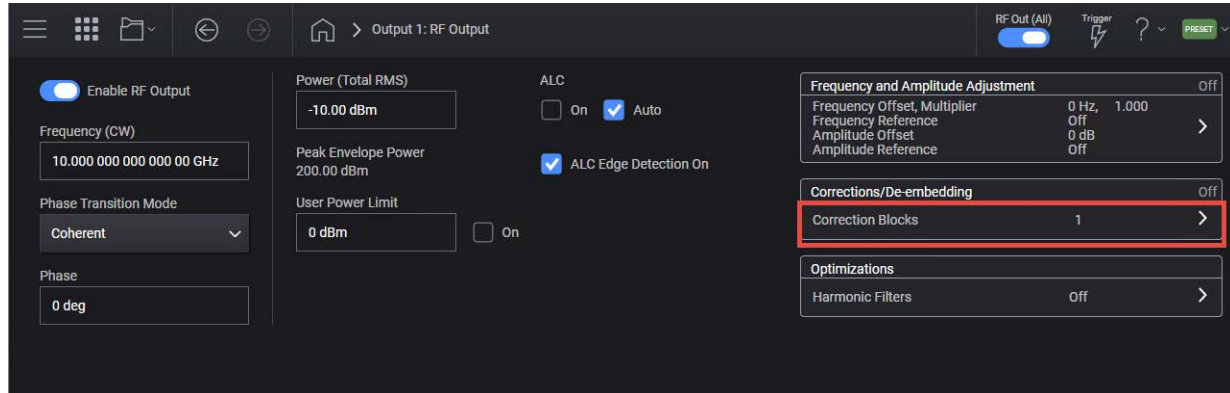 Output 1: RF Output
RF Out (All)
Trigger
?
PRESET
Enable RF Output
Frequency (CW)
10.000 000 000 000 00 GHz
Phase Transition Mode
Coherent
Phase
0 deg
Power (Total RMS)
-10.00 dBm
Peak Envelope Power
200.00 dBm
User Power Limit
0 dBm
On
ALC
On Auto
ALC Edge Detection On
Frequency and Amplitude Adjustment Off
Frequency Offset, Multiplier 0 Hz, 1.000
Frequency Reference Off
Amplitude Offset 0 dB
Amplitude Reference Off
Corrections/De-embedding Off
Correction Blocks 1
Optimizations
Harmonic Filters Off